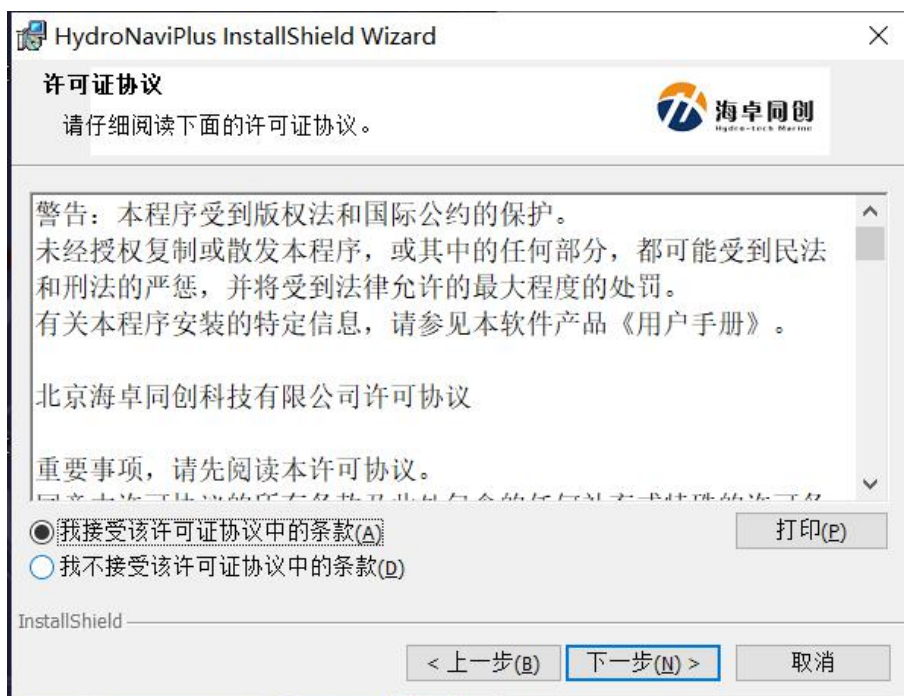 HydroNaviPlus InstallShield Wizard
许可证协议
请仔细阅读下面的许可证协议。
海卓同创
Hydro-tech Marine
警告：本程序受到版权法和国际公约的保护。
未经授权复制或散发本程序，或其中的任何部分，都可能受到民法
和刑法的严惩，并将受到法律允许的最大程度的处罚。
有关本程序安装的特定信息，请参见本软件产品《用户手册》。
北京海卓同创科技有限公司许可协议
重要事项，请先阅读本许可协议。
我接受该许可证协议中的条款(A)
打印(P)
我不接受该许可证协议中的条款(D)
InstallShield
< 上一步(B)
下一步(N) >
取消